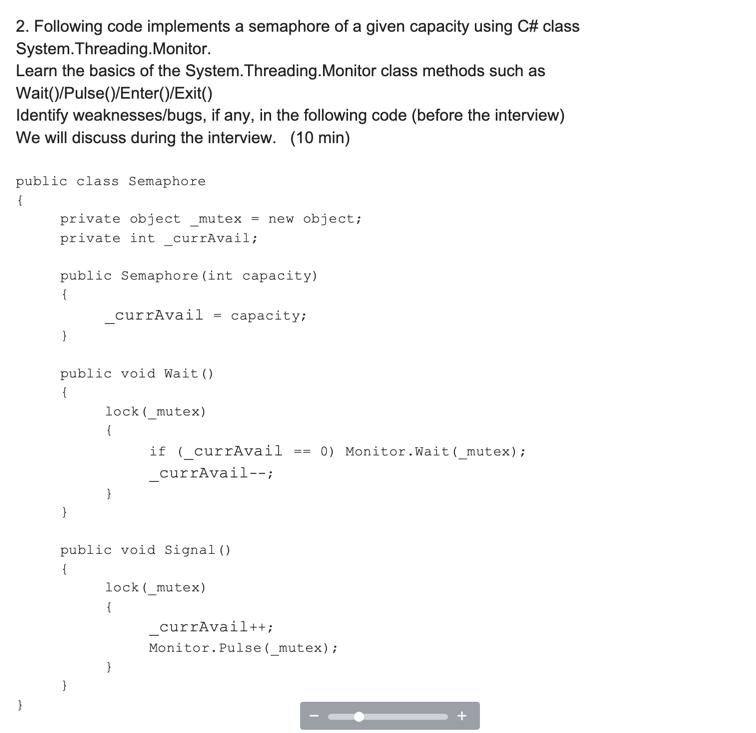 2. Following code implements a semaphore of a given capacity using C# class
System.Threading.Monitor.
Learn the basics of the System.Threading.Monitor class methods such as
Wait()/Pulse()/Enter()/Exit()
Identify weaknesses/bugs, if any, in the following code (before the interview)
We will discuss during the interview. (10 min)
public class Semaphore
{
private object _mutex = new object;
private int _currAvail;
public Semaphore(int capacity)
{
_currAvail = capacity;
}
public void Wait()
{
lock(_mutex)
{
if (_currAvail == 0) Monitor.Wait(_mutex);
_currAvail--;
}
}
public void Signal()
{
lock(_mutex)
{
_currAvail++;
Monitor.Pulse(_mutex);
}
}
}